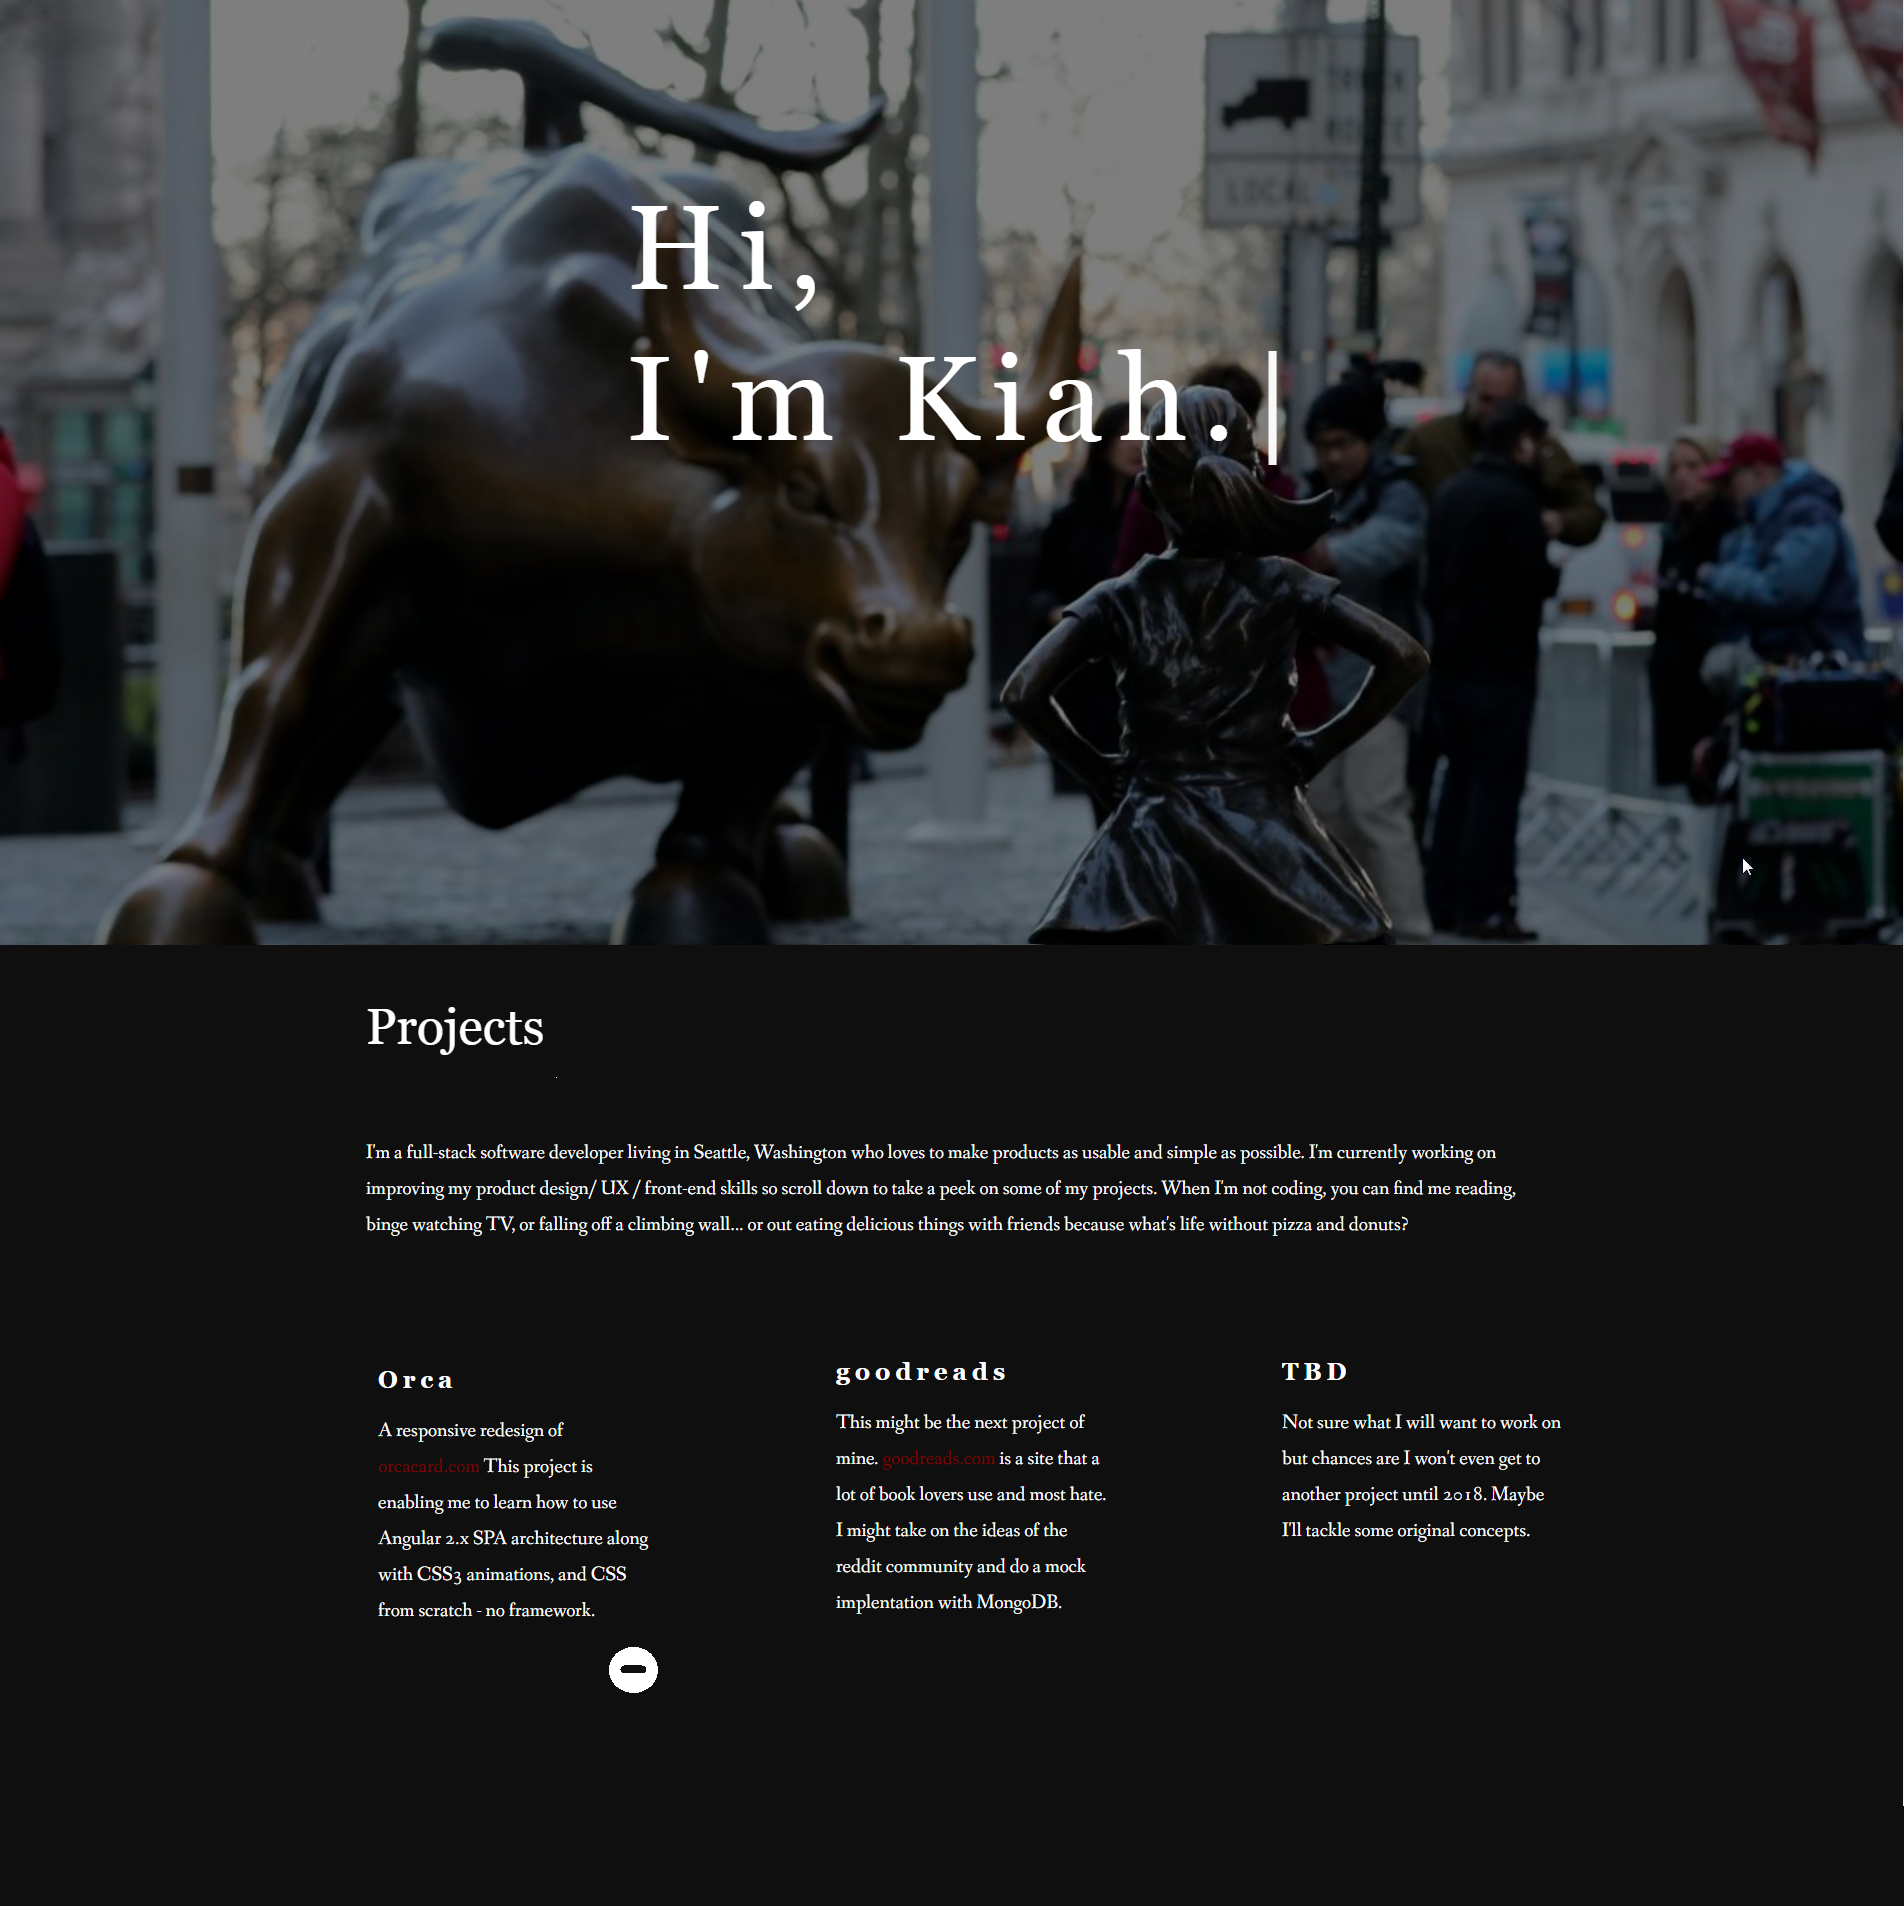 TRUCK
ROUTE
LOCAL
Hi,
I'm Kiah.|
Projects
I'm a full-stack software developer living in Seattle, Washington who loves to make products as usable and simple as possible. I'm currently working on
improving my product design/ UX / front-end skills so scroll down to take a peek on some of my projects. When I'm not coding, you can find me reading,
binge watching TV, or falling off a climbing wall... or out eating delicious things with friends because what's life without pizza and donuts?
Orca
A responsive redesign of
orcacard.com This project is
enabling me to learn how to use
Angular 2.x SPA architecture along
with CSS3 animations, and CSS
from scratch - no framework.
goodreads
This might be the next project of
mine. goodreads.com is a site that a
lot of book lovers use and most hate.
I might take on the ideas of the
reddit community and do a mock
implentation with MongoDB.
TBD
Not sure what I will want to work on
but chances are I won't even get to
another project until 2018. Maybe
I'll tackle some original concepts.